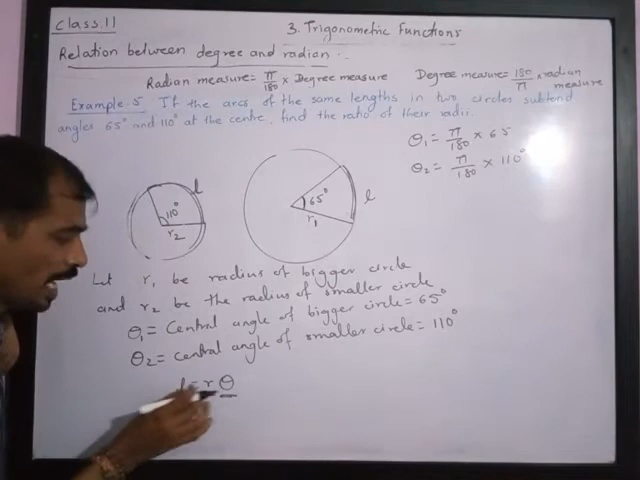 Class:11
3. Trigonometric Functions
Relation between degree and radian.
Radian measure = π/180 × Degree measure
Degree measure = 180/π × radian measure
Example.5 If the arcs of the same lengths in two circles subtend
angles 65° and 110° at the centre, find the ratio of their radii.
θ₁ = π/180 × 65
θ₂ = π/180 × 110°
110°
r₂
l
65°
r₁
l
Let r₁ be radius of bigger circle
and r₂ be the radius of smaller circle
θ₁ = Central angle of bigger circle = 65°
θ₂ = central angle of smaller circle = 110°
l = r θ